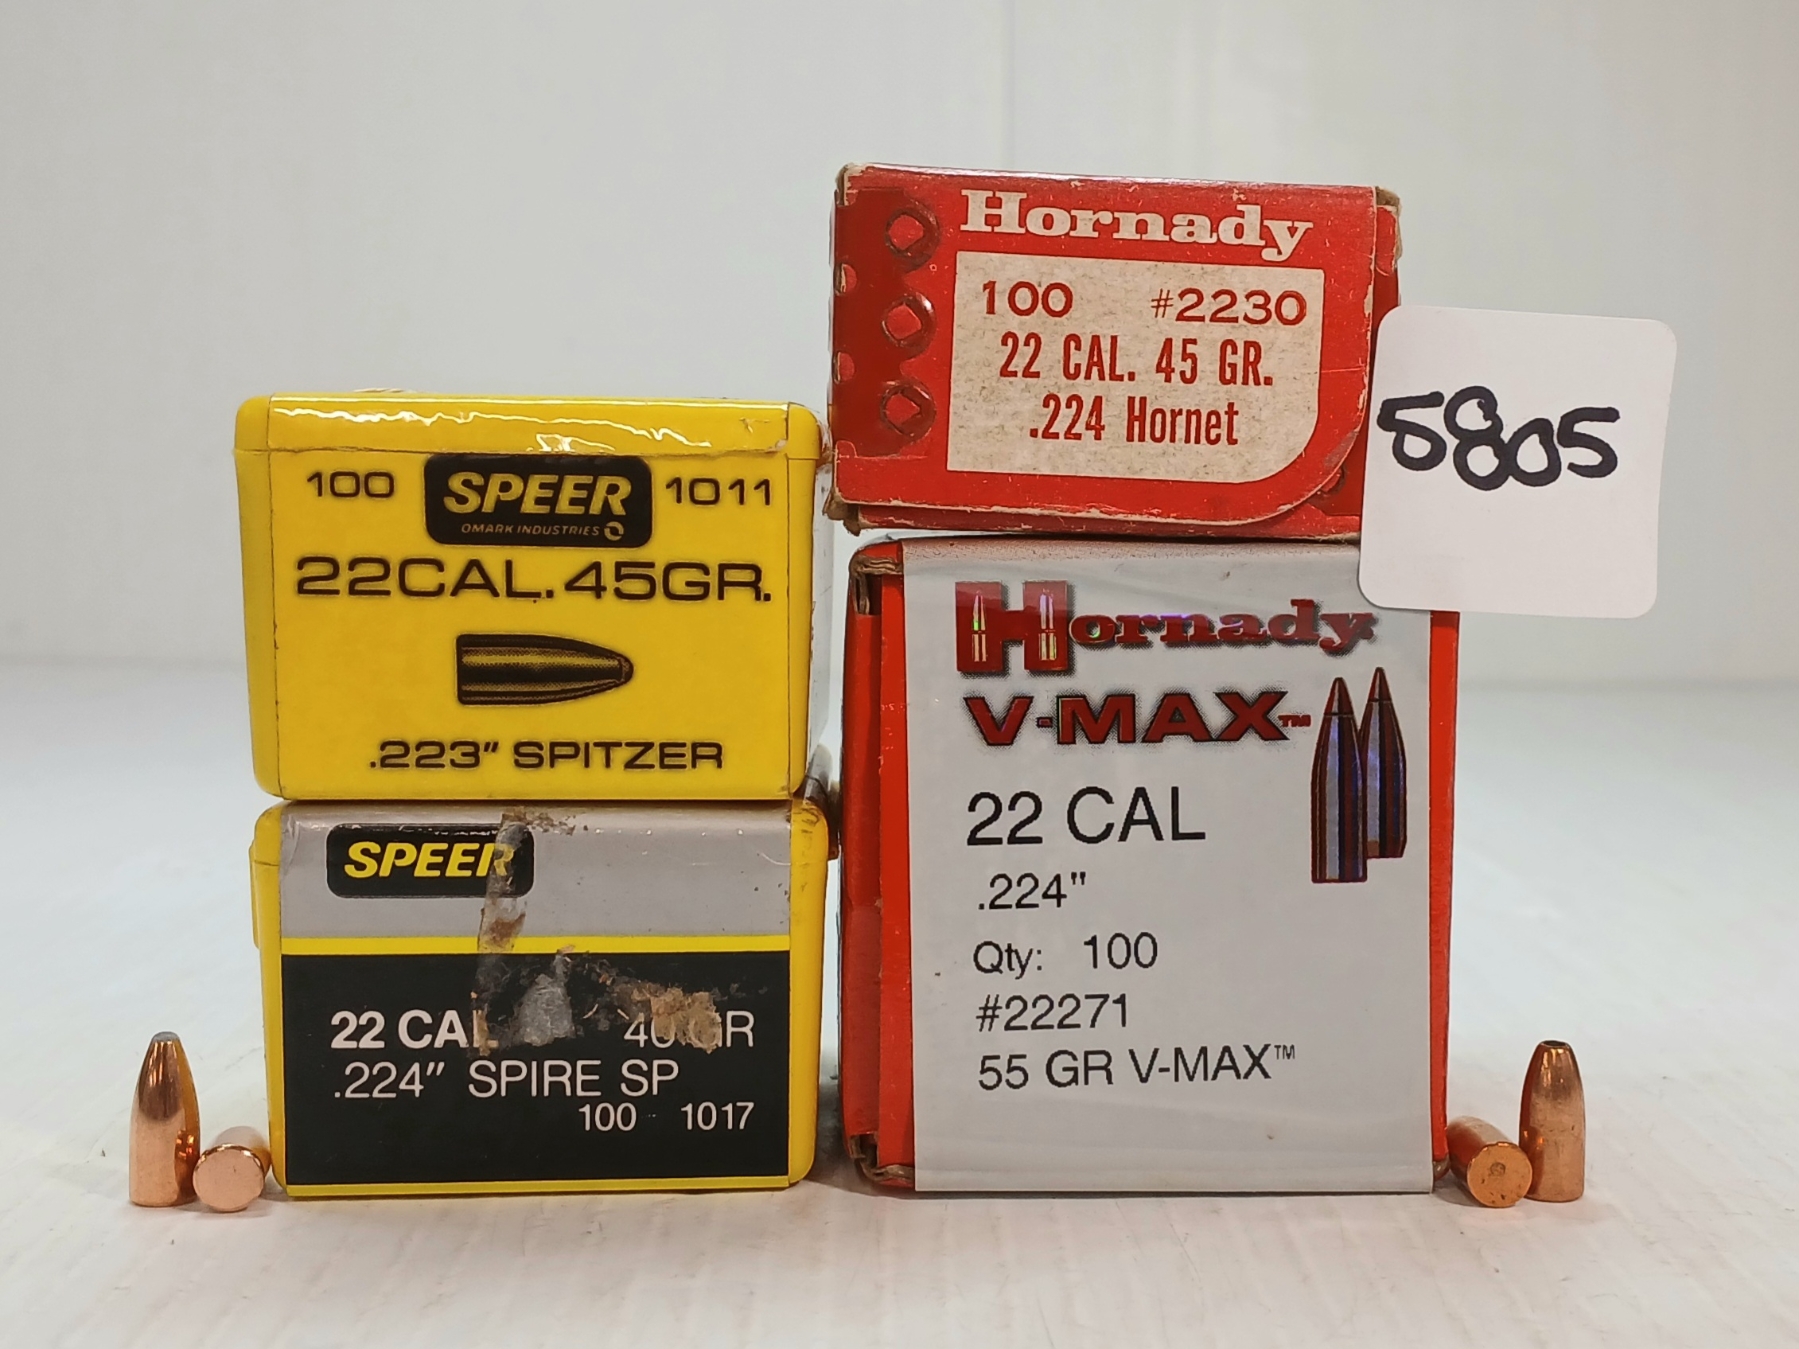 100 SPEER 1011
OMARK INDUSTRIES
22CAL.45GR.
.223" SPITZER
SPEER
22 CAL 40 GR
.224" SPIRE SP
100 1017
Hornady
100 #2230
22 CAL. 45 GR.
.224 Hornet
5805
Hornady
V-MAX™
22 CAL
.224"
Qty: 100
#22271
55 GR V-MAX™